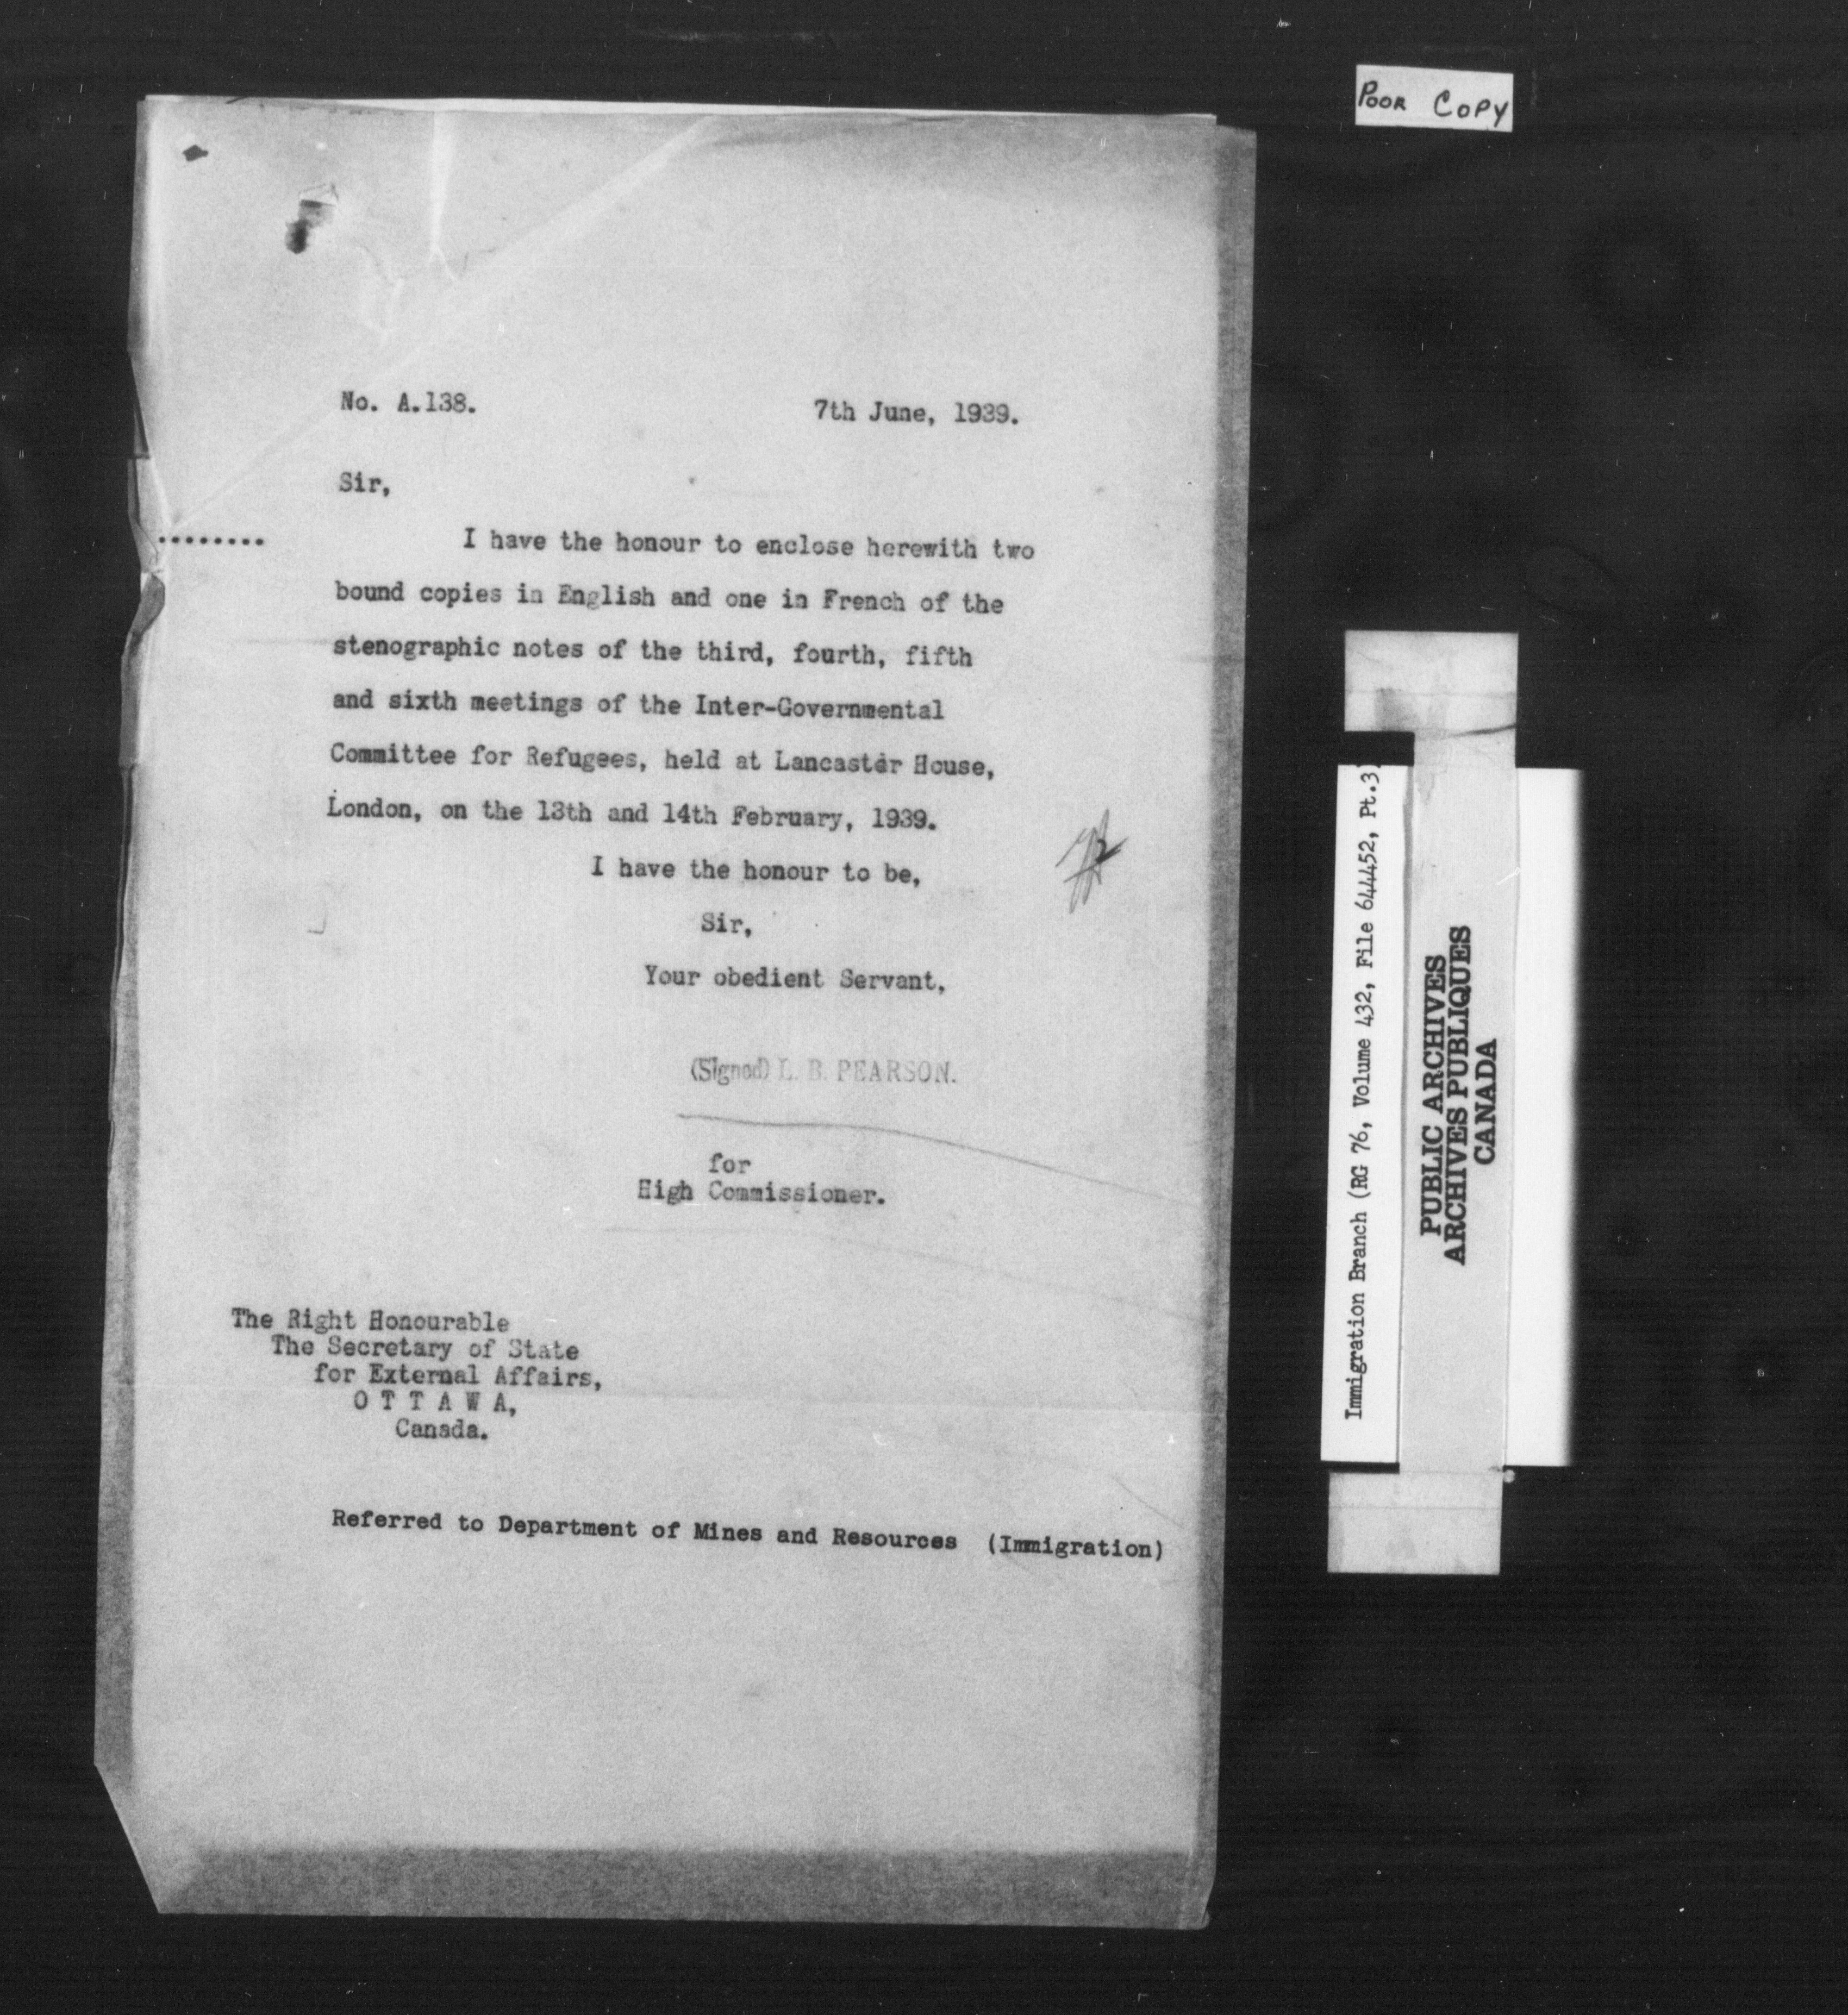 POOR COPY
No. A.138.
7th June, 1939.
Sir,
........
I have the honour to enclose herewith two
bound copies in English and one in French of the
stenographic notes of the third, fourth, fifth
and sixth meetings of the Inter-Governmental
Committee for Refugees, held at Lancaster House,
London, on the 13th and 14th February, 1939.
I have the honour to be,
Sir,
Your obedient Servant,
(Signed) L. B. PEARSON.
for
High Commissioner.
The Right Honourable
The Secretary of State
for External Affairs,
O T T A W A,
Canada.
Referred to Department of Mines and Resources (Immigration)
Immigration Branch (RG 76, Volume 432, File 644452, Pt.3)
PUBLIC ARCHIVES
ARCHIVES PUBLIQUES
CANADA